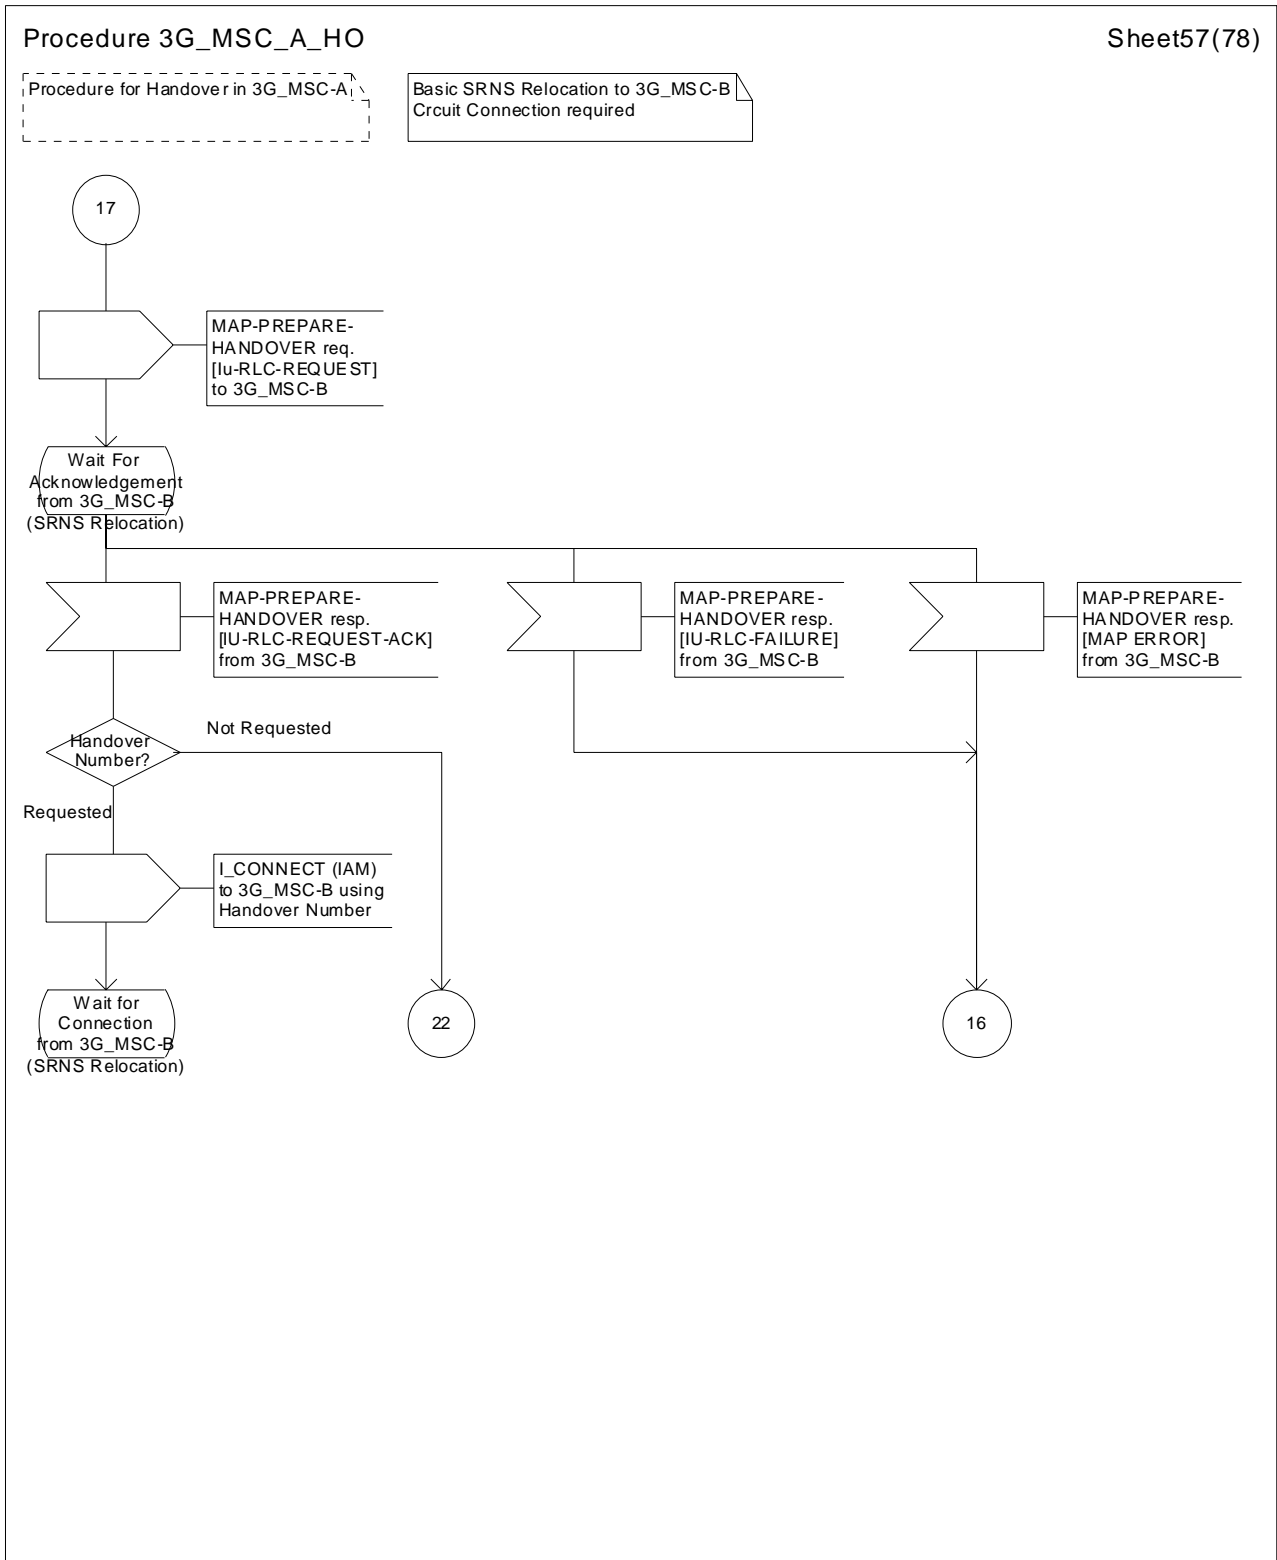 Procedure 3G_MSC_A_HO
Sheet57(78)
Procedure for Handover in 3G_MSC-A
Basic SRNS Relocation to 3G_MSC-B
Crcuit Connection required
17
MAP-PREPARE-
HANDOVER req.
[Iu-RLC-REQUEST]
to 3G_MSC-B
Wait For
Acknowledgement
from 3G_MSC-B
(SRNS Relocation)
MAP-PREPARE-
HANDOVER resp.
[IU-RLC-REQUEST-ACK]
from 3G_MSC-B
MAP-PREPARE-
HANDOVER resp.
[IU-RLC-FAILURE]
from 3G_MSC-B
MAP-PREPARE-
HANDOVER resp.
[MAP ERROR]
from 3G_MSC-B
Not Requested
Handover
Number?
Requested
I_CONNECT (IAM)
to 3G_MSC-B using
Handover Number
Wait for
Connection
from 3G_MSC-B
(SRNS Relocation)
22
16